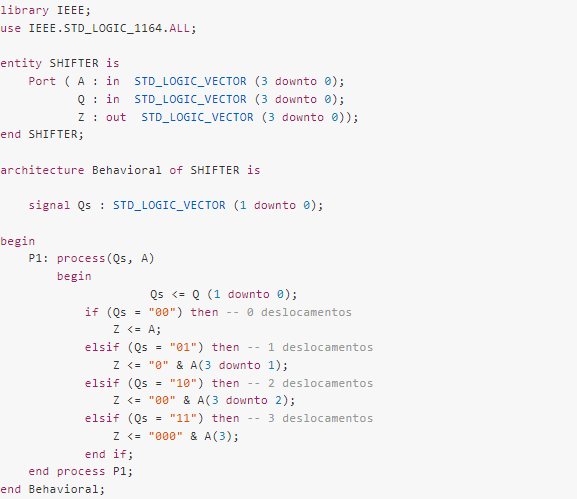 library IEEE;
use IEEE.STD_LOGIC_1164.ALL;
entity SHIFTER is
Port ( A : in STD_LOGIC_VECTOR (3 downto 0);
Q : in STD_LOGIC_VECTOR (3 downto 0);
Z : out STD_LOGIC_VECTOR (3 downto 0));
end SHIFTER;
architecture Behavioral of SHIFTER is
signal Qs : STD_LOGIC_VECTOR (1 downto 0);
begin
P1: process(Qs, A)
begin
Qs <= Q (1 downto 0);
if (Qs = "00") then -- 0 deslocamentos
Z <= A;
elsif (Qs = "01") then -- 1 deslocamentos
Z <= "0" & A(3 downto 1);
elsif (Qs = "10") then -- 2 deslocamentos
Z <= "00" & A(3 downto 2);
elsif (Qs = "11") then -- 3 deslocamentos
Z <= "000" & A(3);
end if;
end process P1;
end Behavioral;